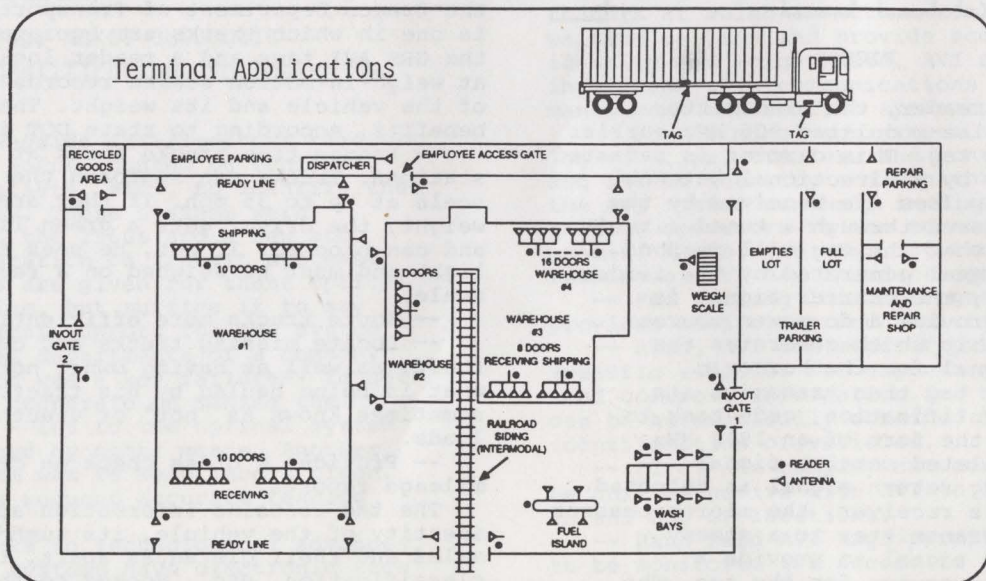 Terminal Applications
TAG
TAG
RECYCLED
GOODS
AREA
EMPLOYEE PARKING
DISPATCHER
EMPLOYEE ACCESS GATE
READY LINE
REPAIR
PARKING
SHIPPING
10 DOORS
5 DOORS
16 DOORS
WAREHOUSE
#4
WEIGH
SCALE
EMPTIES
LOT
FULL
LOT
MAINTENANCE
AND
REPAIR
SHOP
IN/OUT
GATE
2
WAREHOUSE
#1
WAREHOUSE
#2
WAREHOUSE
#3
8 DOORS
RECEIVING SHIPPING
TRAILER
PARKING
IN/OUT
GATE
1
RAILROAD
SIDING
(INTERMODAL)
10 DOORS
RECEIVING
READY LINE
FUEL
ISLAND
WASH
BAYS
READER
ANTENNA